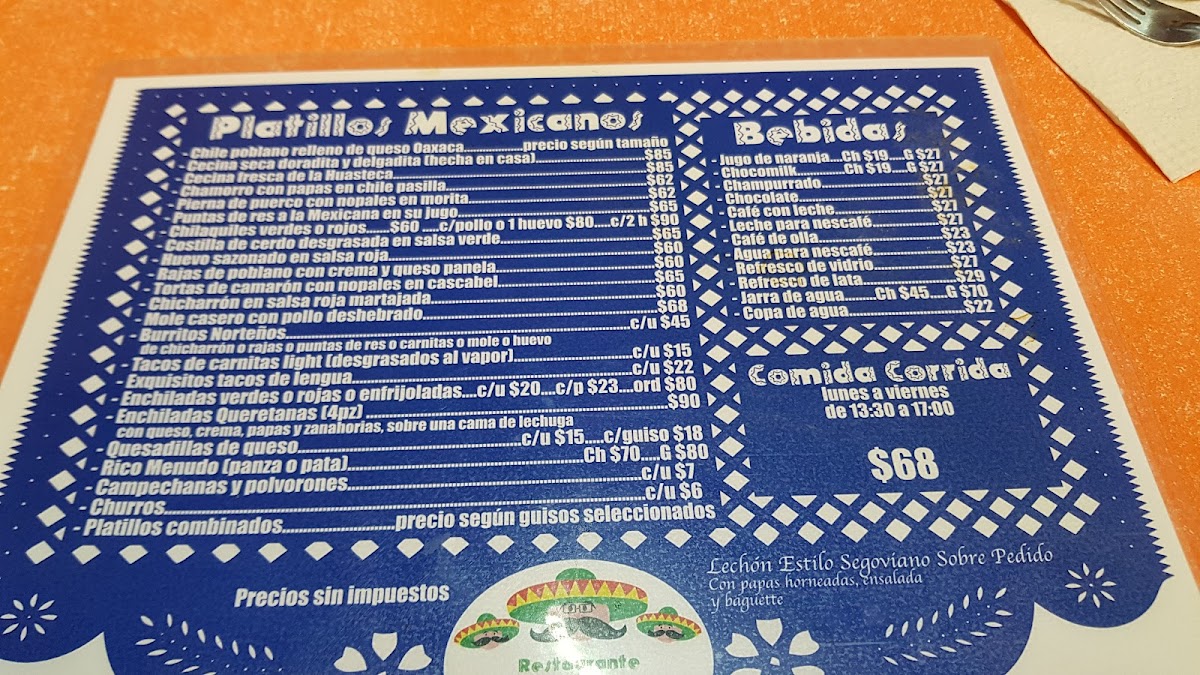 Platillos Mexicanos
- Chile poblano relleno de queso Oaxaca...............precio según tamaño
- Cecina seca doradita y delgadita (hecha en casa)...............$85
- Cecina fresca de la Huasteca...............$85
- Chamorro con papas en chile pasilla...............$62
- Pierna de puerco con nopales en morita...............$62
- Puntas de res a la Mexicana en su jugo...............$65
- Chilaquiles verdes o rojos......$60 .....c/pollo o 1 huevo $80....c/2 h $90
- Costilla de cerdo desgrasada en salsa verde...............$65
- Huevo sazonado en salsa roja...............$60
- Rajas de poblano con crema y queso panela...............$60
- Tortas de camarón con nopales en cascabel...............$65
- Chicharrón en salsa roja martajada...............$60
- Mole casero con pollo deshebrado...............$68
- Burritos Norteños...............c/u $45
de chicharrón o rajas o puntas de res o carnitas o mole o huevo
- Tacos de carnitas light (desgrasados al vapor)...............c/u $15
- Exquisitos tacos de lengua...............c/u $22
- Enchiladas verdes o rojas o enfrijoladas....c/u $20....c/p $23....ord $80
- Enchiladas Queretanas (4pz) ...............$90
con queso, crema, papas y zanahorias, sobre una cama de lechuga
- Quesadillas de queso...............c/u $15.....c/guiso $18
- Rico Menudo (panza o pata)...............Ch $70.....G $80
- Campechanas y polvorones...............c/u $7
- Churros...............c/u $6
- Platillos combinados...............precio según guisos seleccionados
Bebidas
- Jugo de naranja....Ch $19.....G $27
- Chocomilk...............Ch $19.....G $27
- Champurrado...............$27
- Chocolate...............$27
- Café con leche...............$27
- Leche para nescafé...............$27
- Café de olla...............$23
- Agua para nescafé...............$23
- Refresco de vidrio...............$27
- Refresco de lata...............$29
- Jarra de agua.........Ch $45.....G $70
- Copa de agua...............$22
Comida Corrida
lunes a viernes
de 13:30 a 17:00
$68
Lechón Estilo Segoviano Sobre Pedido
Con papas horneadas, ensalada
y baguette
Precios sin impuestos
Restaurante